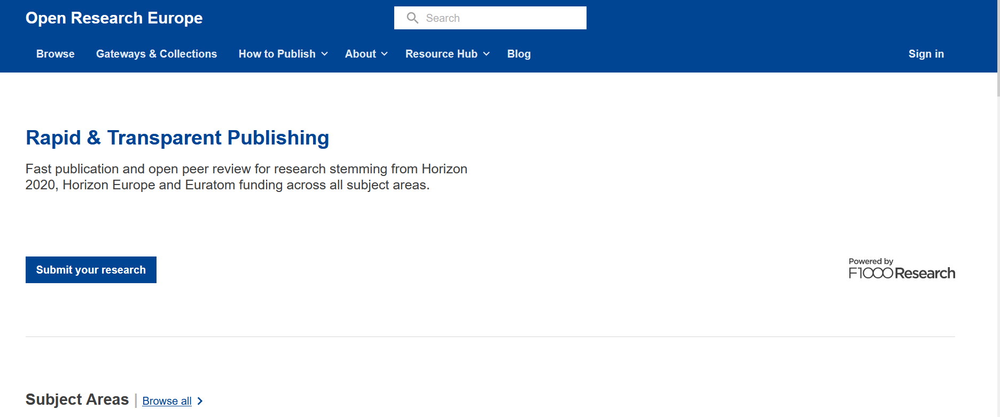 Open Research Europe
Search
Browse
Gateways & Collections
How to Publish
About
Resource Hub
Blog
Sign in
Rapid & Transparent Publishing
Fast publication and open peer review for research stemming from Horizon
2020, Horizon Europe and Euratom funding across all subject areas.
Submit your research
Powered by
F1000Research
Subject Areas | Browse all